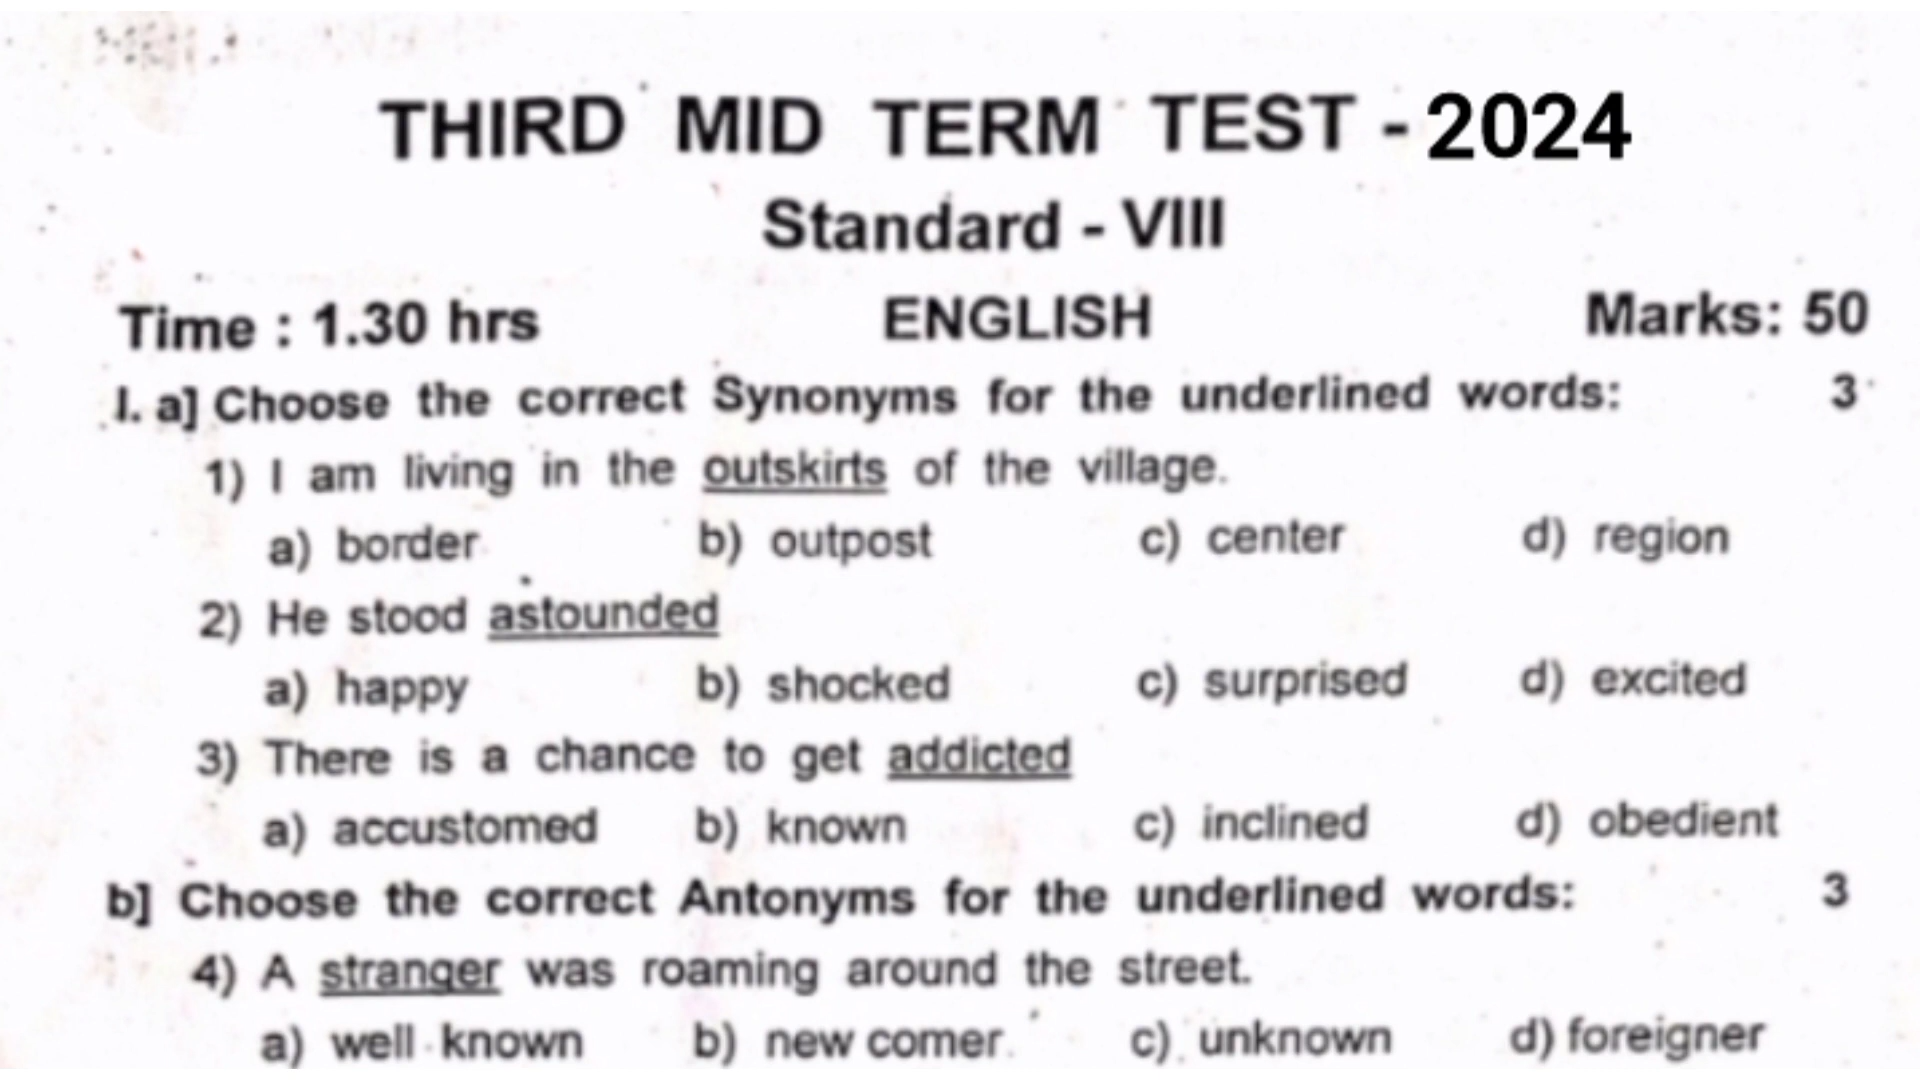 THIRD MID TERM TEST - 2024
Standard - VIII
Time : 1.30 hrs ENGLISH Marks: 50
I. a] Choose the correct Synonyms for the underlined words: 3
1) I am living in the outskirts of the village.
a) border b) outpost c) center d) region
2) He stood astounded
a) happy b) shocked c) surprised d) excited
3) There is a chance to get addicted
a) accustomed b) known c) inclined d) obedient
b] Choose the correct Antonyms for the underlined words: 3
4) A stranger was roaming around the street.
a) well known b) new comer c) unknown d) foreigner